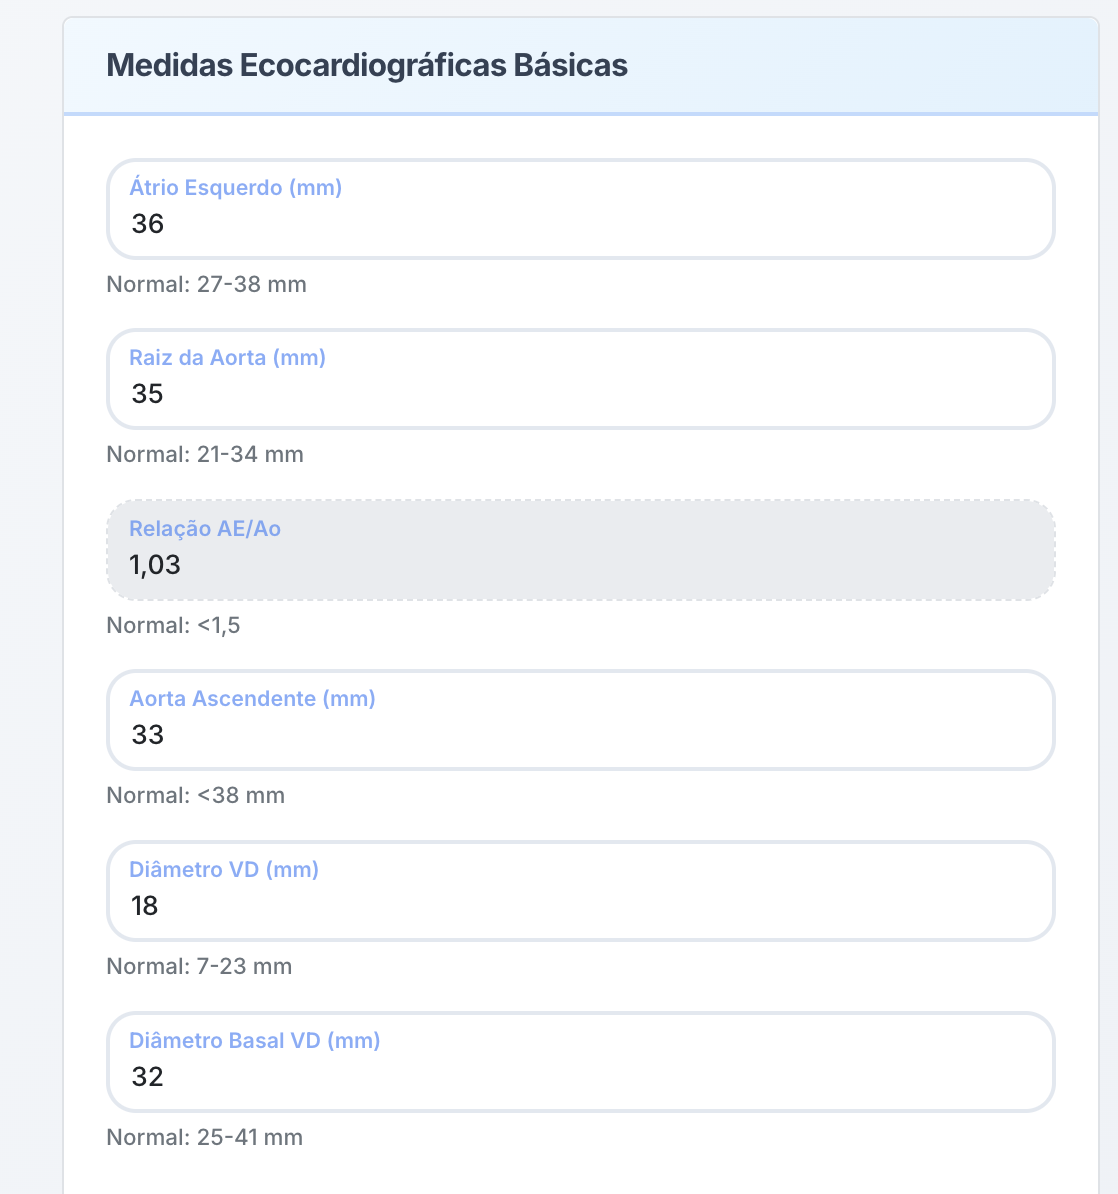 Medidas Ecocardiográficas Básicas
Átrio Esquerdo (mm)
36
Normal: 27-38 mm
Raiz da Aorta (mm)
35
Normal: 21-34 mm
Relação AE/Ao
1,03
Normal: <1,5
Aorta Ascendente (mm)
33
Normal: <38 mm
Diâmetro VD (mm)
18
Normal: 7-23 mm
Diâmetro Basal VD (mm)
32
Normal: 25-41 mm